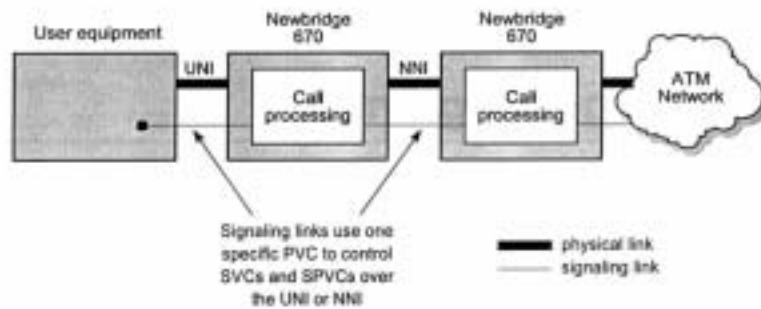 User equipment
Newbridge
670
Newbridge
670
UNI
NNI
Call
processing
Call
processing
ATM
Network
Signaling links use one
specific PVC to control
SVCs and SPVCs over
the UNI or NNI
physical link
signaling link